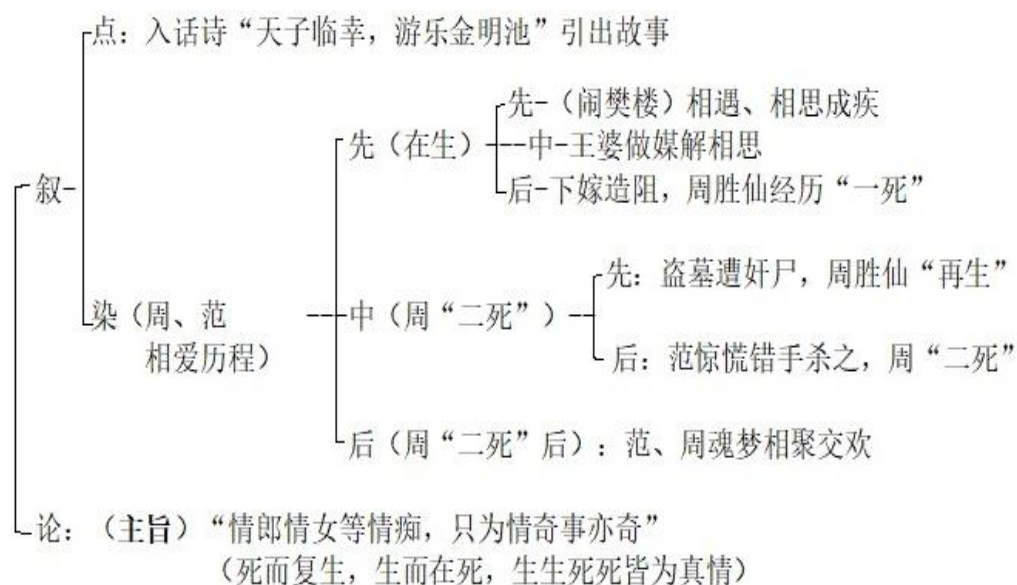 点：入话诗“天子临幸，游乐金明池”引出故事
先-（闹樊楼）相遇、相思成疾
先（在生）
中-王婆做媒解相思
叙-
后-下嫁造阻，周胜仙经历“一死”
先：盗墓遭奸尸，周胜仙“再生”
染（周、范
中（周“二死”）
相爱历程）
后：范惊慌错手杀之，周“二死”
后（周“二死”后）：范、周魂梦相聚交欢
论：（主旨）“情郎情女等情痴，只为情奇事亦奇”
（死而复生，生而在死，生生死死皆为真情）